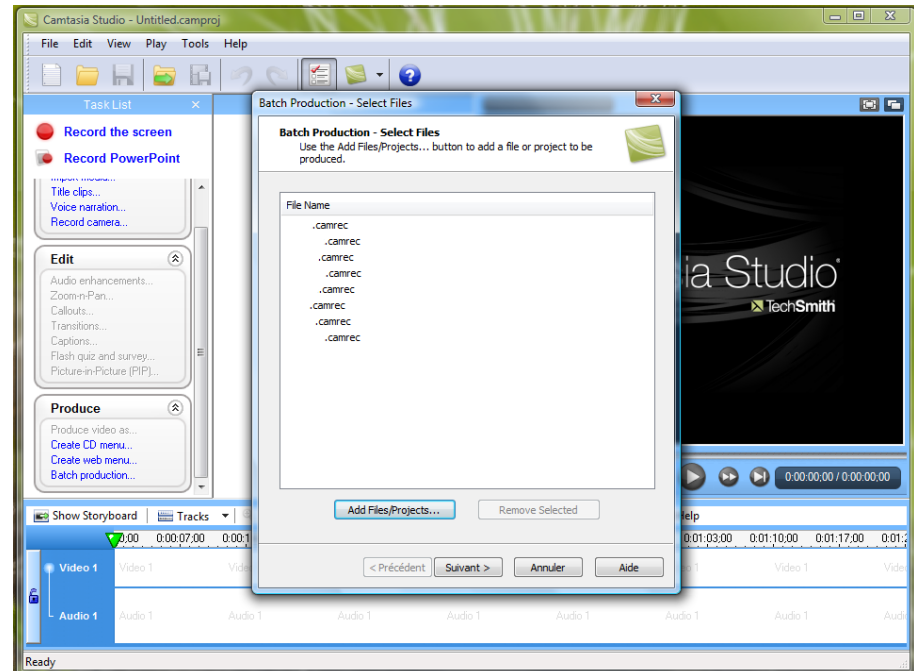 Camtasia Studio - Untitled.camproj
File Edit View Play Tools Help
Task List
Record the screen
Record PowerPoint
Import media...
Title clips...
Voice narration...
Record camera...
Edit
Audio enhancements...
Zoom-n-Pan...
Callouts...
Transitions...
Captions...
Flash quiz and survey...
Picture-in-Picture (PIP)...
Produce
Produce video as...
Create CD menu...
Create web menu...
Batch production...
Batch Production - Select Files
Batch Production - Select Files
Use the Add Files/Projects... button to add a file or project to be
produced.
File Name
.camrec
.camrec
.camrec
.camrec
.camrec
.camrec
.camrec
.camrec
Add Files/Projects... Remove Selected
< Précédent Suivant > Annuler Aide
ia Studio
TechSmith
0:00:00;00 / 0:00:00;00
Show Storyboard Tracks Help
0;00 0:00:07;00 0:00:1 0:01:03;00 0:01:10;00 0:01:17;00 0:01:2
Video 1 Video 1 Vide o 1 Video 1 Video
Audio 1 Audio 1 Audio 1 Audio 1 Audio 1 Audio 1 Audio 1 Audio 1 Audi
Ready